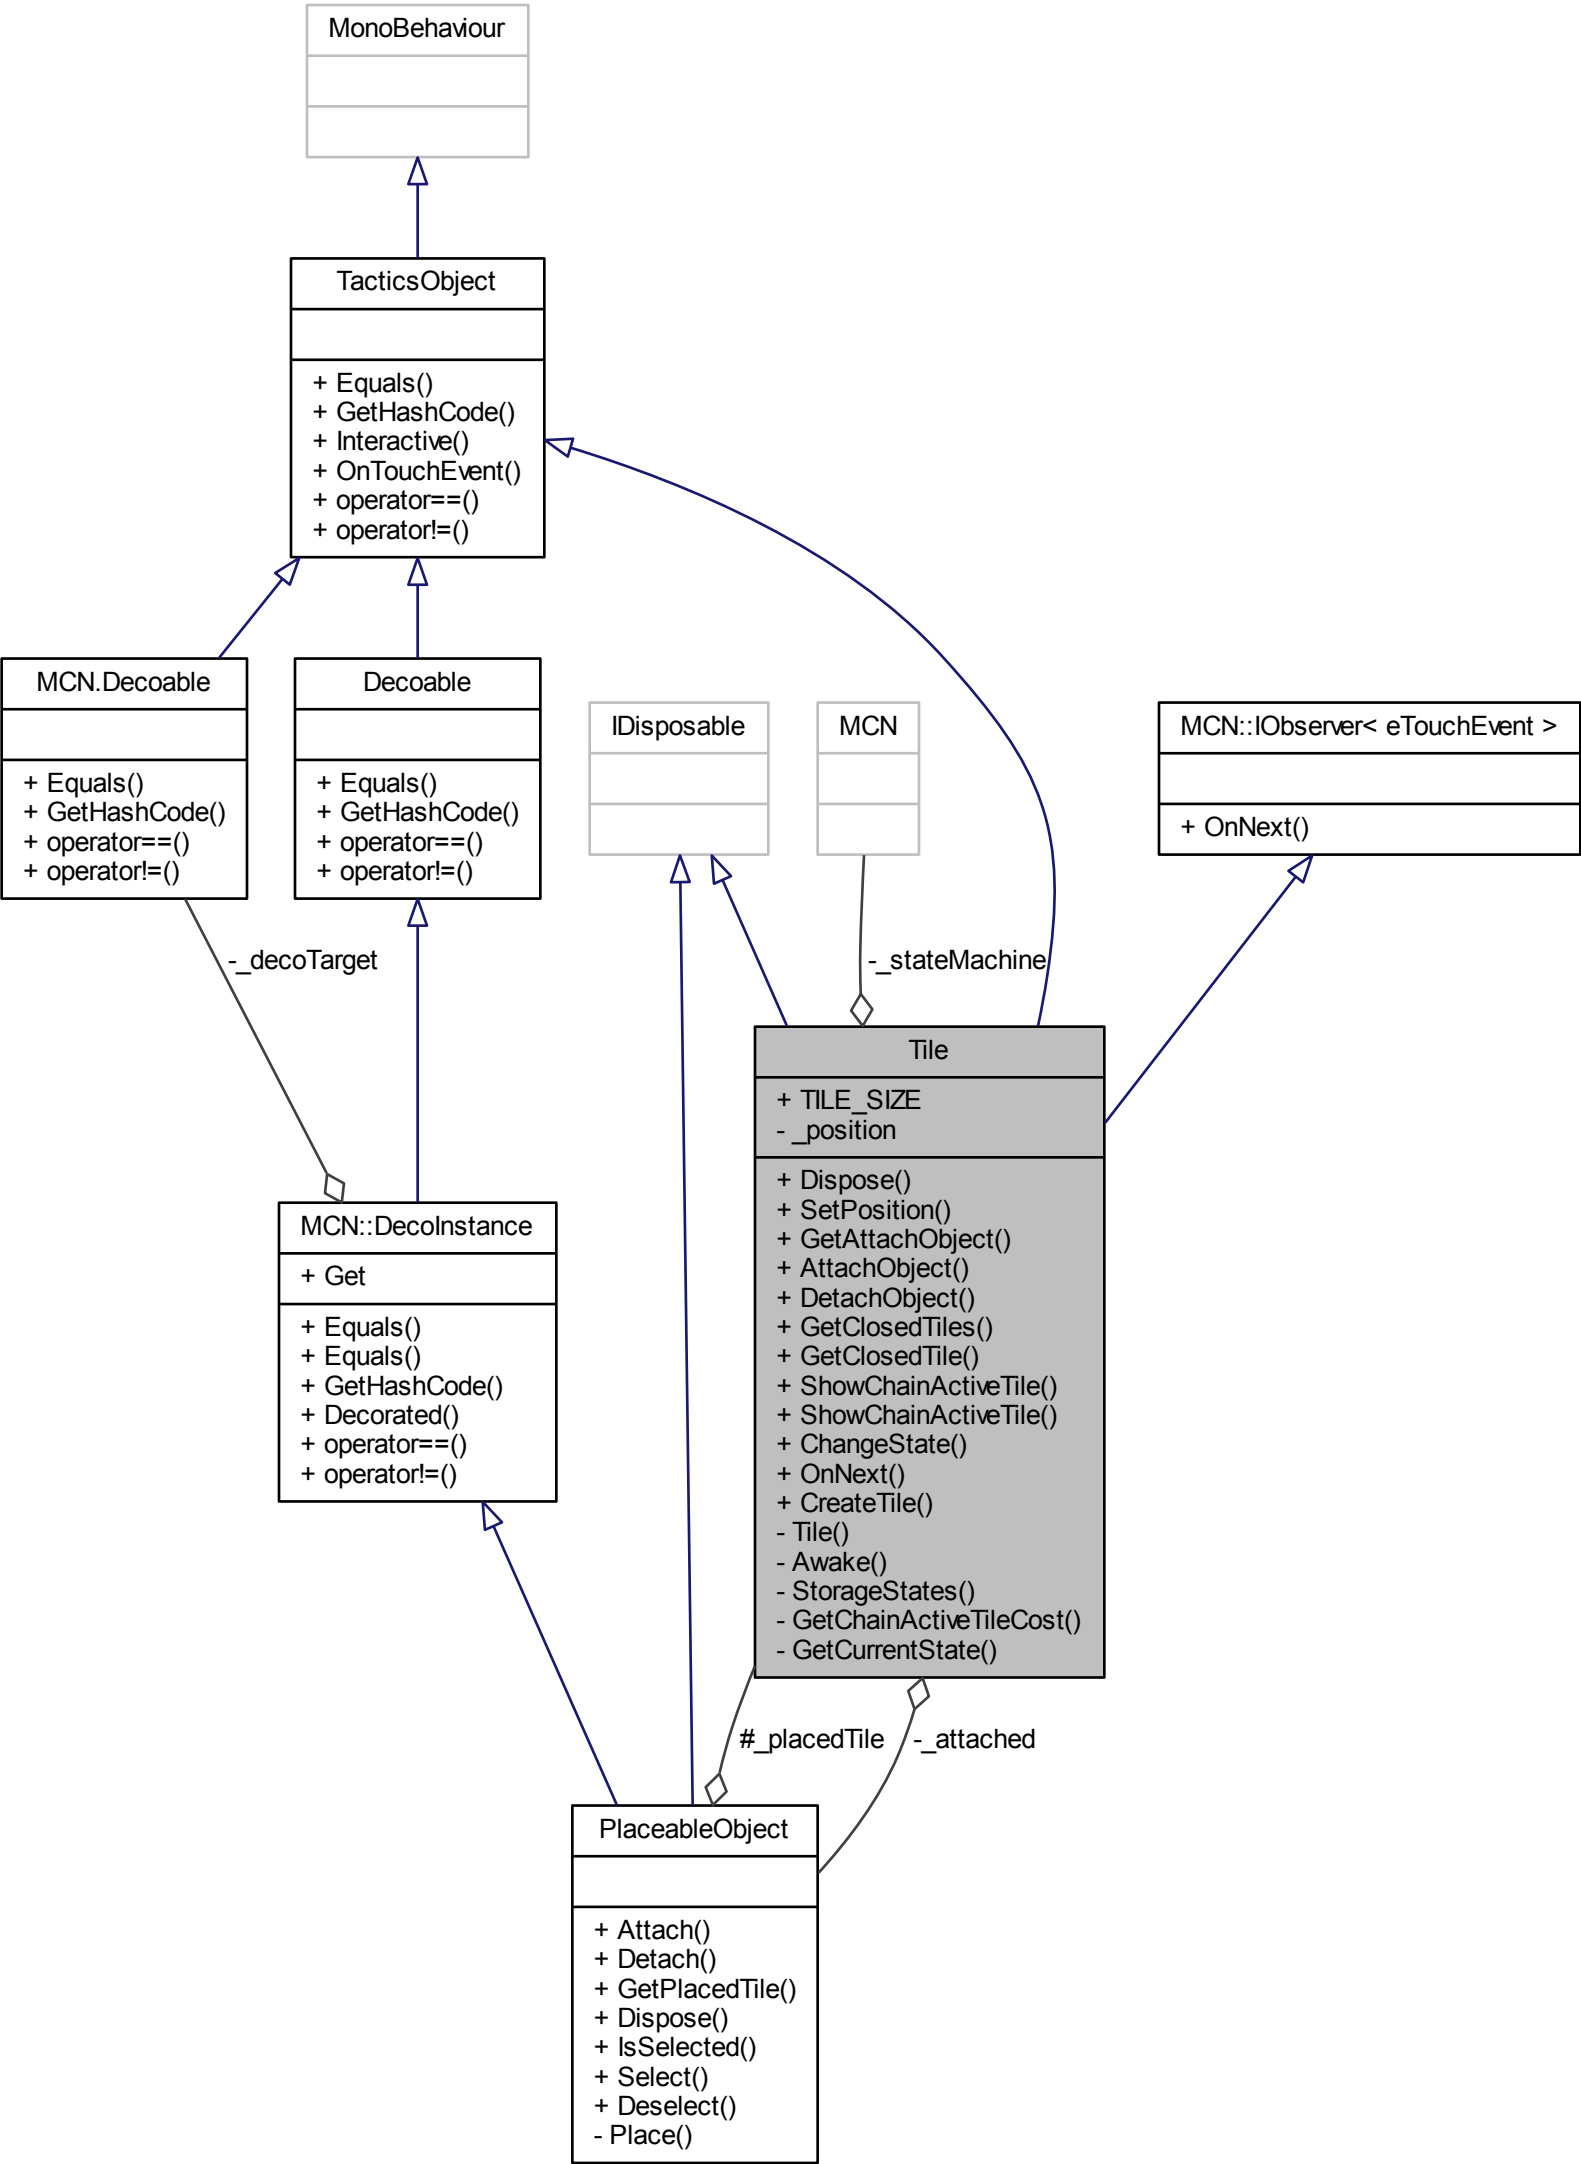 MonoBehaviour
TacticsObject
+ Equals()
+ GetHashCode()
+ Interactive()
+ OnTouchEvent()
+ operator==()
+ operator!=()
MCN.Decoable
+ Equals()
+ GetHashCode()
+ operator==()
+ operator!=()
Decoable
+ Equals()
+ GetHashCode()
+ operator==()
+ operator!=()
IDisposable
MCN
MCN::IObserver< eTouchEvent >
+ OnNext()
-_decoTarget
-_stateMachine
MCN::DecoInstance
+ Get
+ Equals()
+ Equals()
+ GetHashCode()
+ Decorated()
+ operator==()
+ operator!=()
Tile
+ TILE_SIZE
- _position
+ Dispose()
+ SetPosition()
+ GetAttachObject()
+ AttachObject()
+ DetachObject()
+ GetClosedTiles()
+ GetClosedTile()
+ ShowChainActiveTile()
+ ShowChainActiveTile()
+ ChangeState()
+ OnNext()
+ CreateTile()
- Tile()
- Awake()
- StorageStates()
- GetChainActiveTileCost()
- GetCurrentState()
#_placedTile
-_attached
PlaceableObject
+ Attach()
+ Detach()
+ GetPlacedTile()
+ Dispose()
+ IsSelected()
+ Select()
+ Deselect()
- Place()